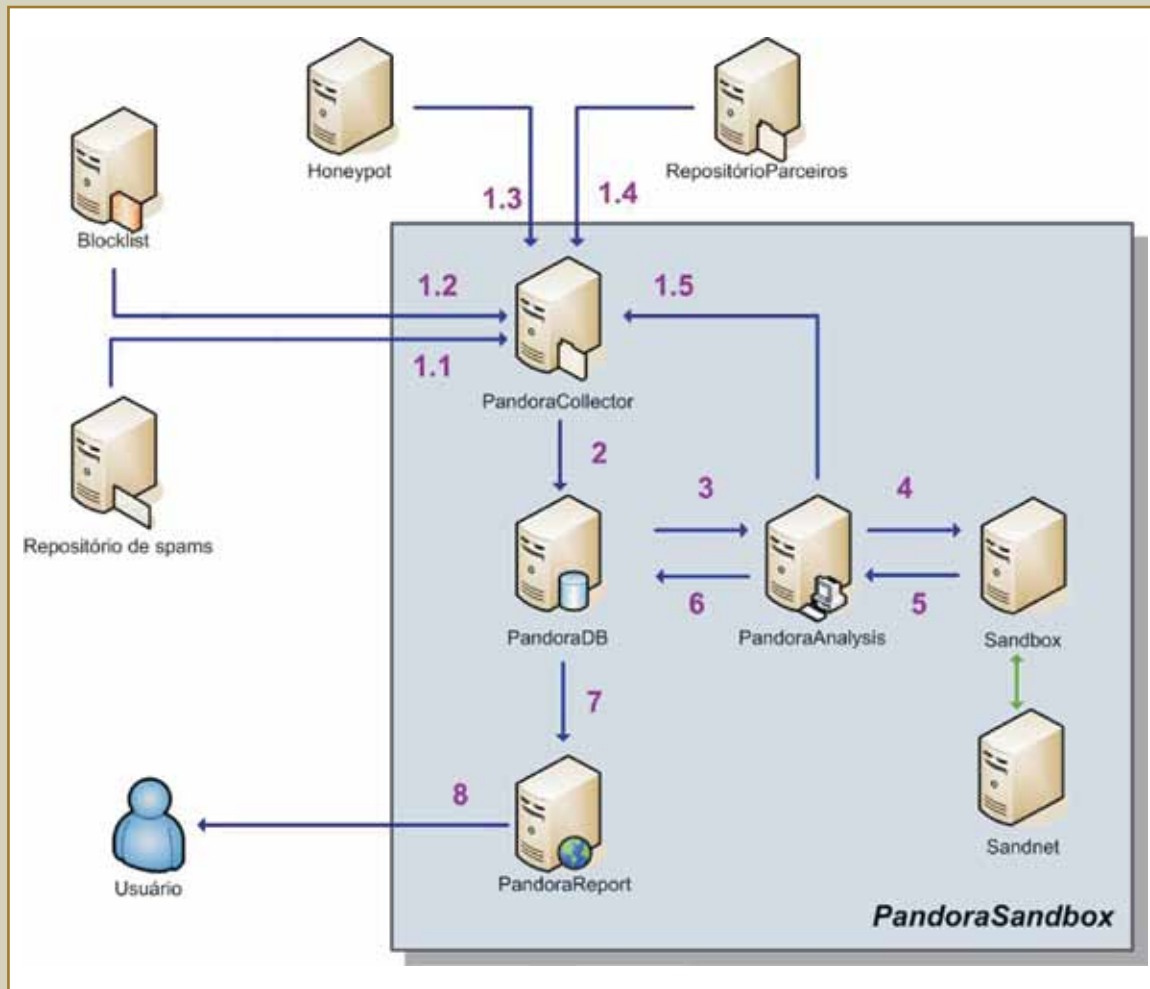 Honeypot
RepositórioParceiros
Blocklist
1.3
1.4
1.2
1.5
1.1
PandoraCollector
Repositório de spams
2
3
4
6
5
PandoraDB
PandoraAnalysis
Sandbox
7
8
Usuário
PandoraReport
Sandnet
PandoraSandbox